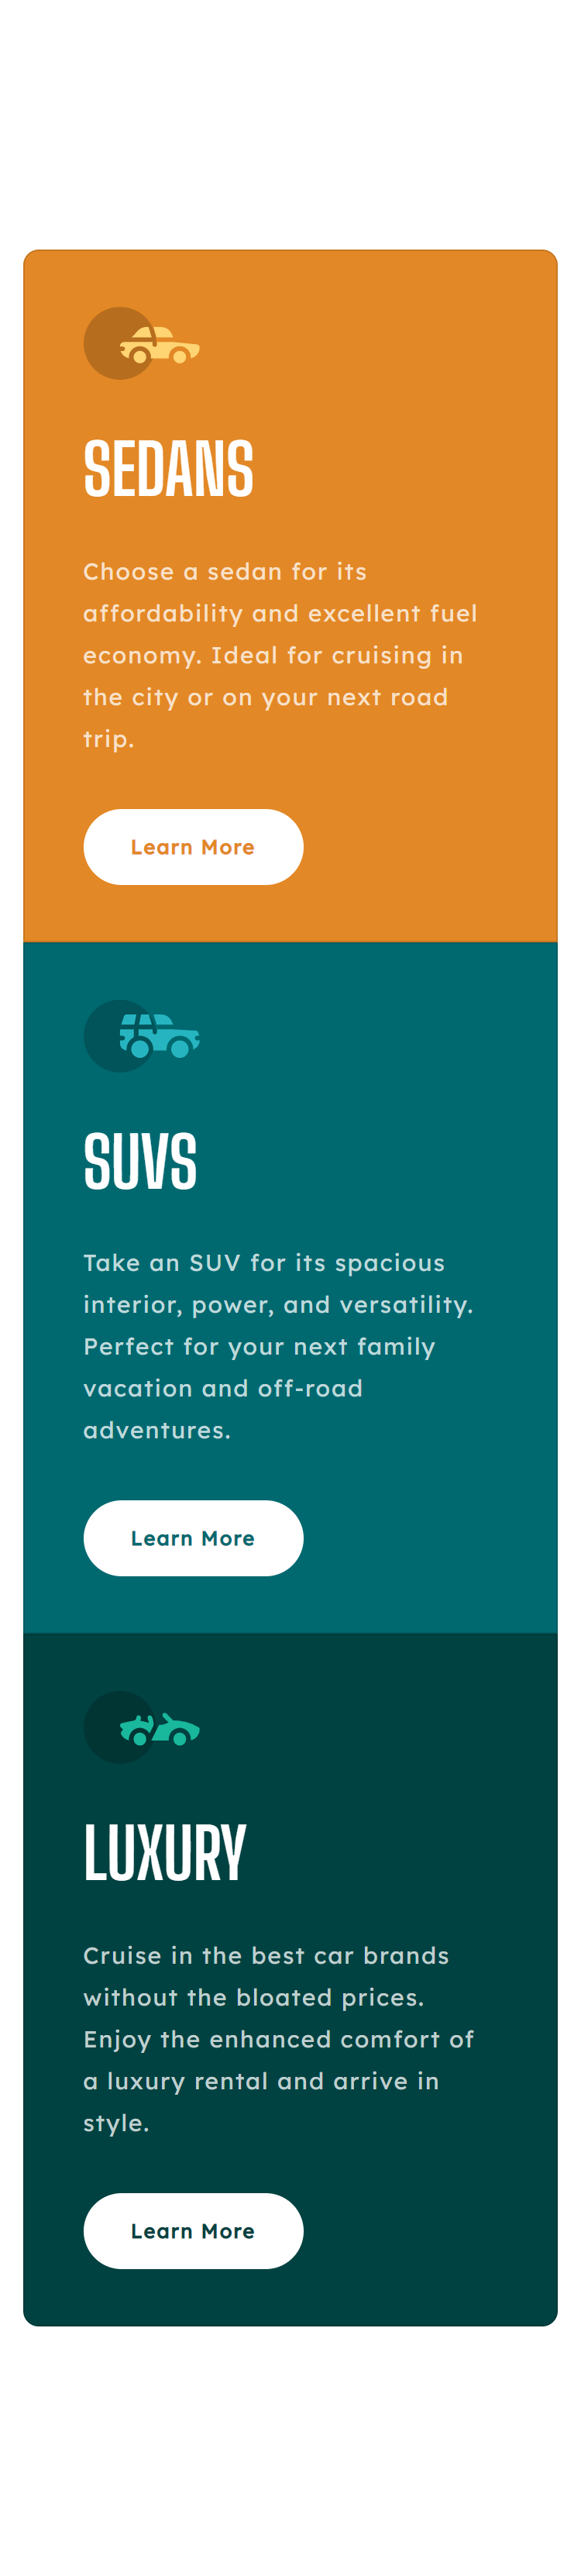 SEDANS
Choose a sedan for its
affordability and excellent fuel
economy. Ideal for cruising in
the city or on your next road
trip.
Learn More
SUVS
Take an SUV for its spacious
interior, power, and versatility.
Perfect for your next family
vacation and off-road
adventures.
Learn More
LUXURY
Cruise in the best car brands
without the bloated prices.
Enjoy the enhanced comfort of
a luxury rental and arrive in
style.
Learn More